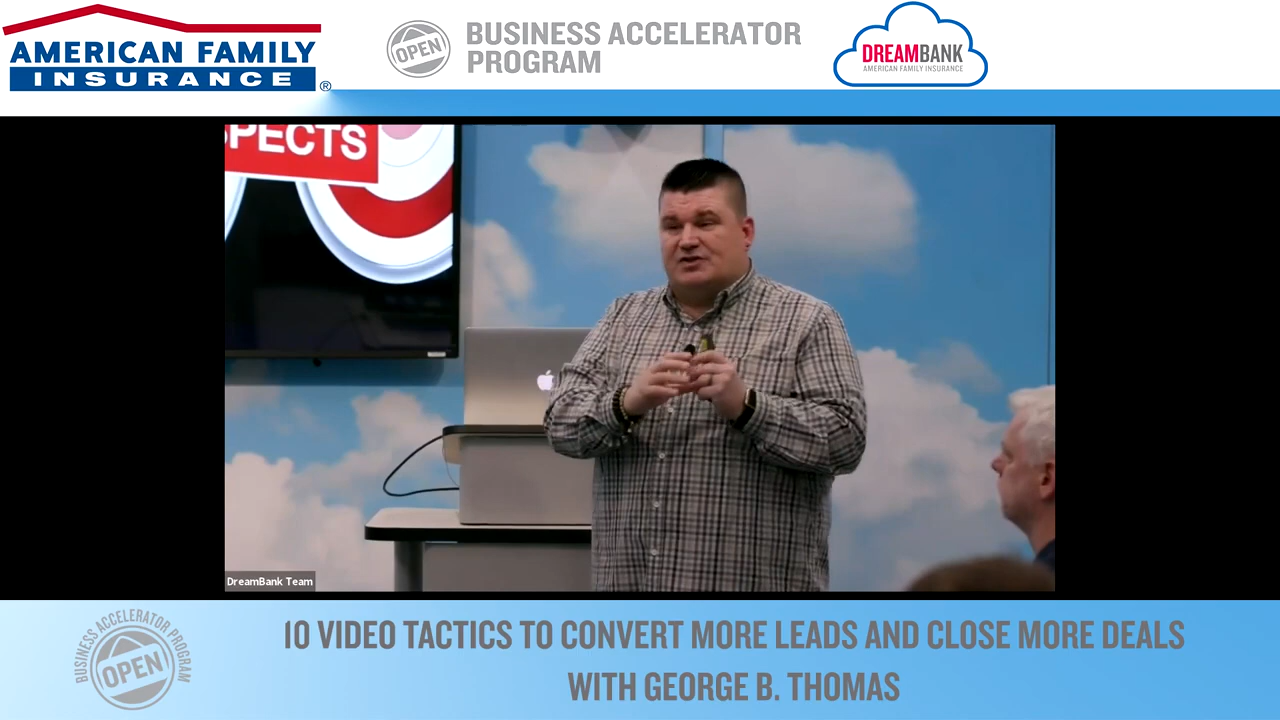 AMERICAN FAMILY
INSURANCE ®
OPEN
BUSINESS ACCELERATOR
PROGRAM
DREAMBANK
AMERICAN FAMILY INSURANCE
SPECTS
DreamBank Team
BUSINESS ACCELERATOR PROGRAM
OPEN
10 VIDEO TACTICS TO CONVERT MORE LEADS AND CLOSE MORE DEALS
WITH GEORGE B. THOMAS